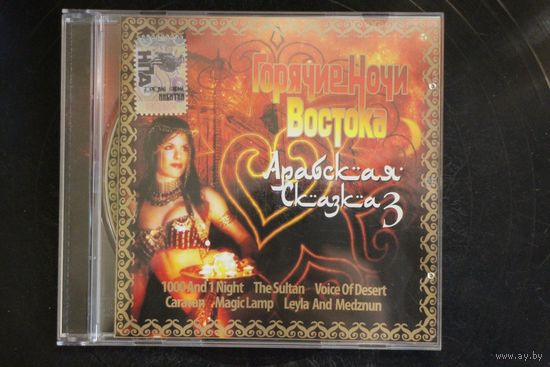 Горячие Ночи
Востока
Арабская
Сказка 3
1000 And 1 Night The Sultan Voice Of Desert
Caravan Magic Lamp Leyla And Medznun
www.ay.by